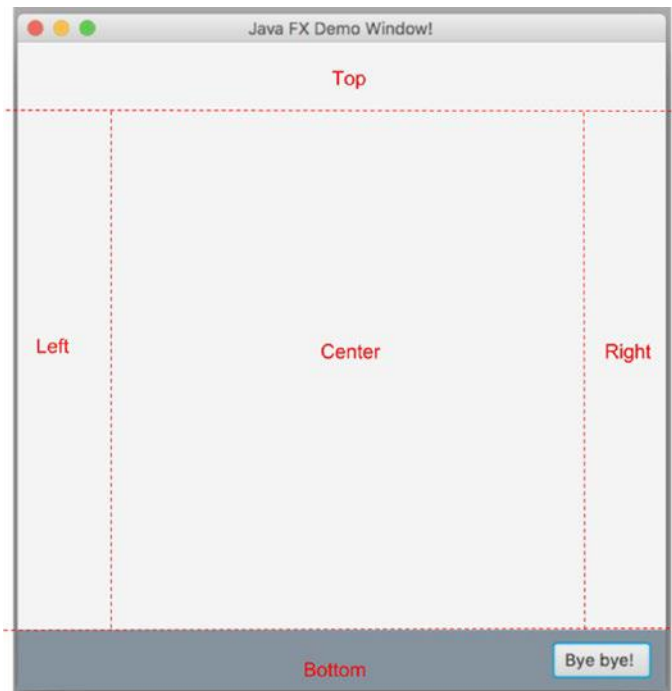 Java FX Demo Window!
Top
Left
Center
Right
Bye bye!
Bottom